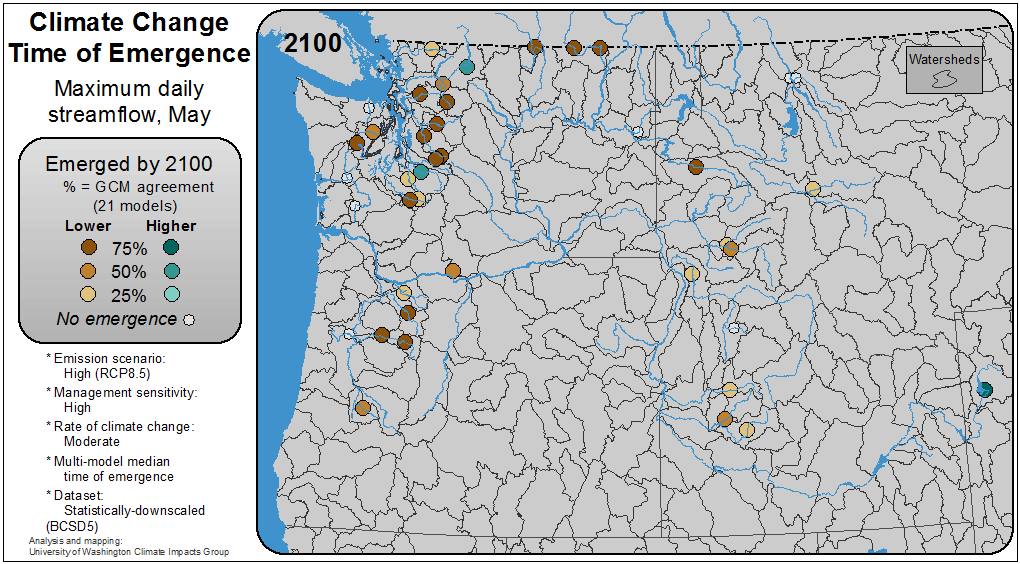 Climate Change
Time of Emergence
Maximum daily
streamflow, May
Emerged by 2100
% = GCM agreement
(21 models)
Lower Higher
75%
50%
25%
No emergence
* Emission scenario:
High (RCP8.5)
* Management sensitivity:
High
* Rate of climate change:
Moderate
* Multi-model median
time of emergence
* Dataset:
Statistically-downscaled
(BCSD5)
Analysis and mapping:
University of Washington Climate Impacts Group
2100
Watersheds